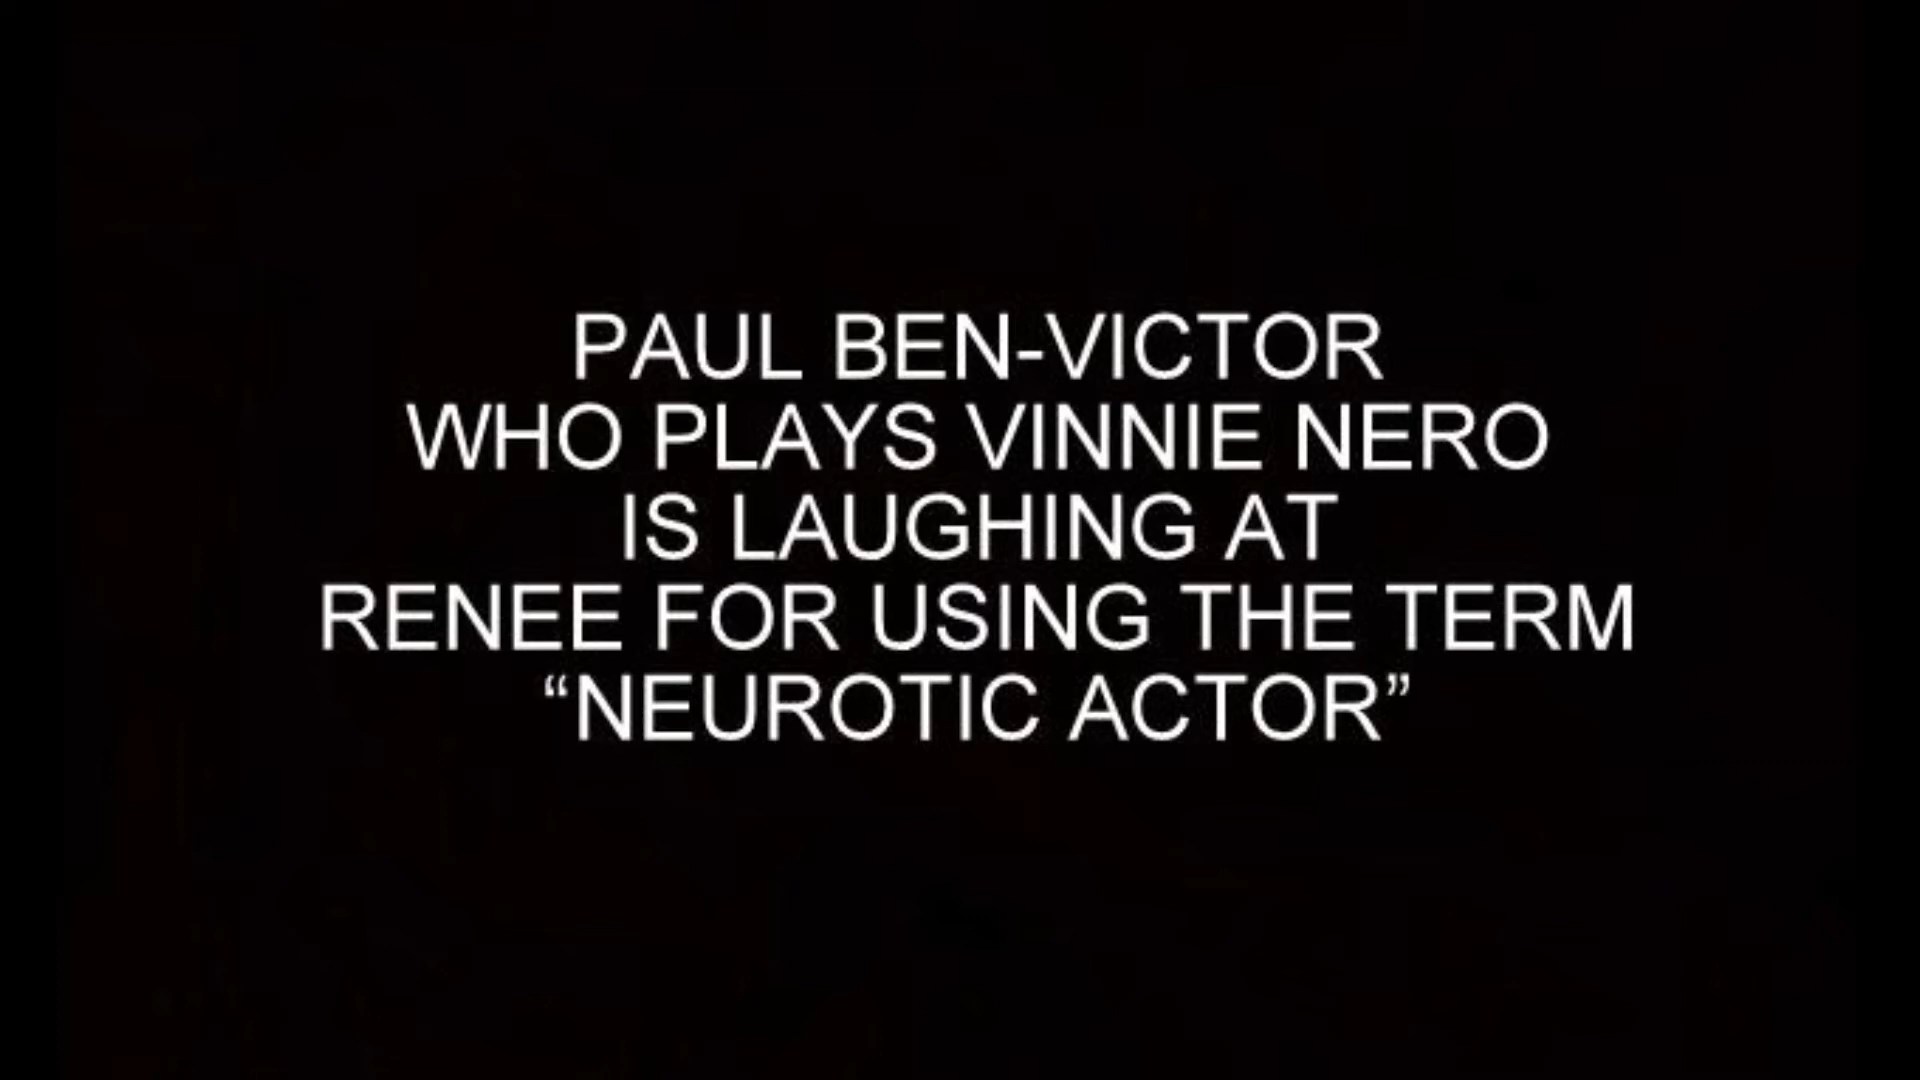 PAUL BEN-VICTOR
WHO PLAYS VINNIE NERO
IS LAUGHING AT
RENEE FOR USING THE TERM
“NEUROTIC ACTOR”